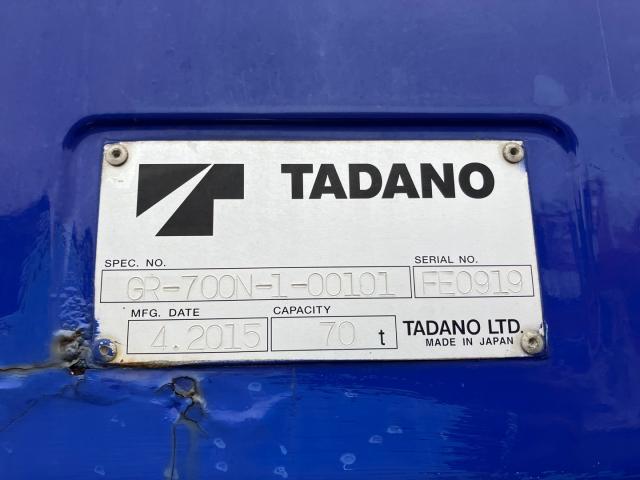 TADANO
SPEC. NO.
GR-700N-1-00101
SERIAL NO.
FE0919
MFG. DATE
4.2015
CAPACITY
70 t
TADANO LTD.
MADE IN JAPAN